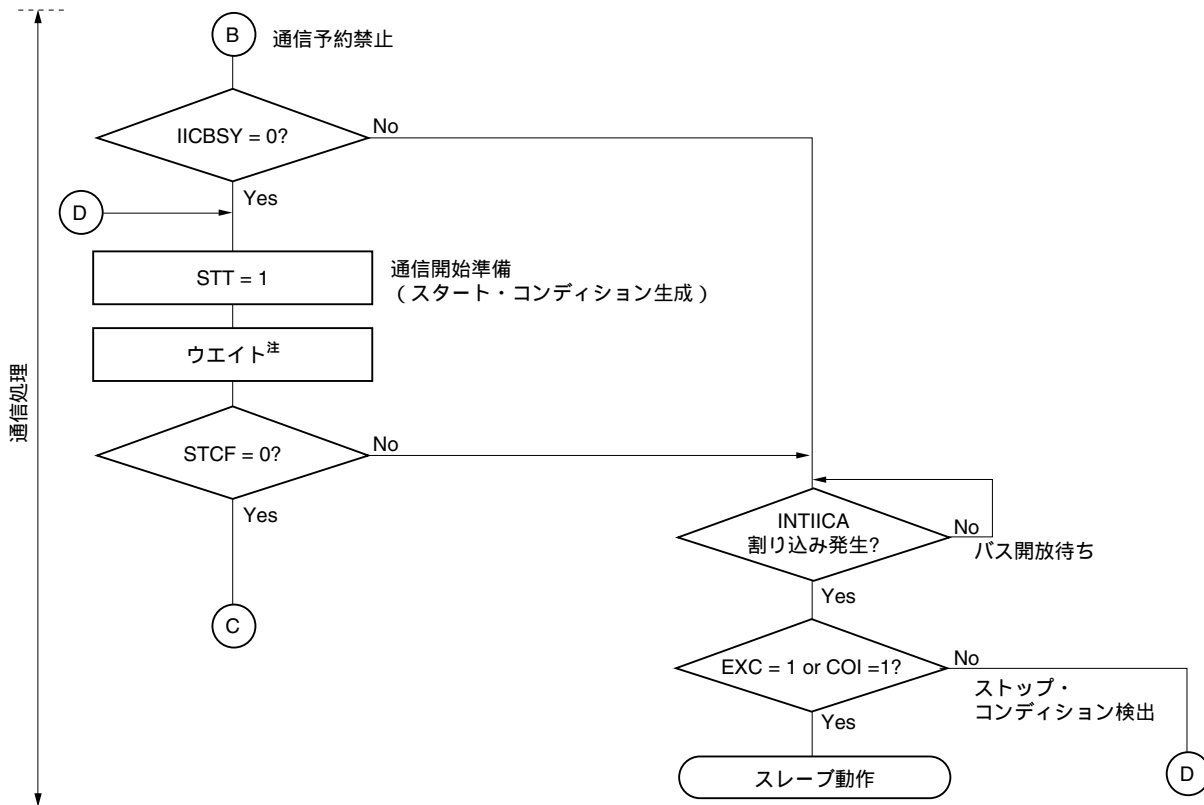 B 通信予約禁止
IICBSY = 0?
No
Yes
D
STT = 1
通信開始準備
(スタート・コンディション生成)
ウエイト注
STCF = 0?
No
Yes
C
INTIICA
割り込み発生?
No
バス開放待ち
Yes
EXC = 1 or COI =1?
No
ストップ・
コンディション検出
Yes
スレーブ動作
D
通信処理